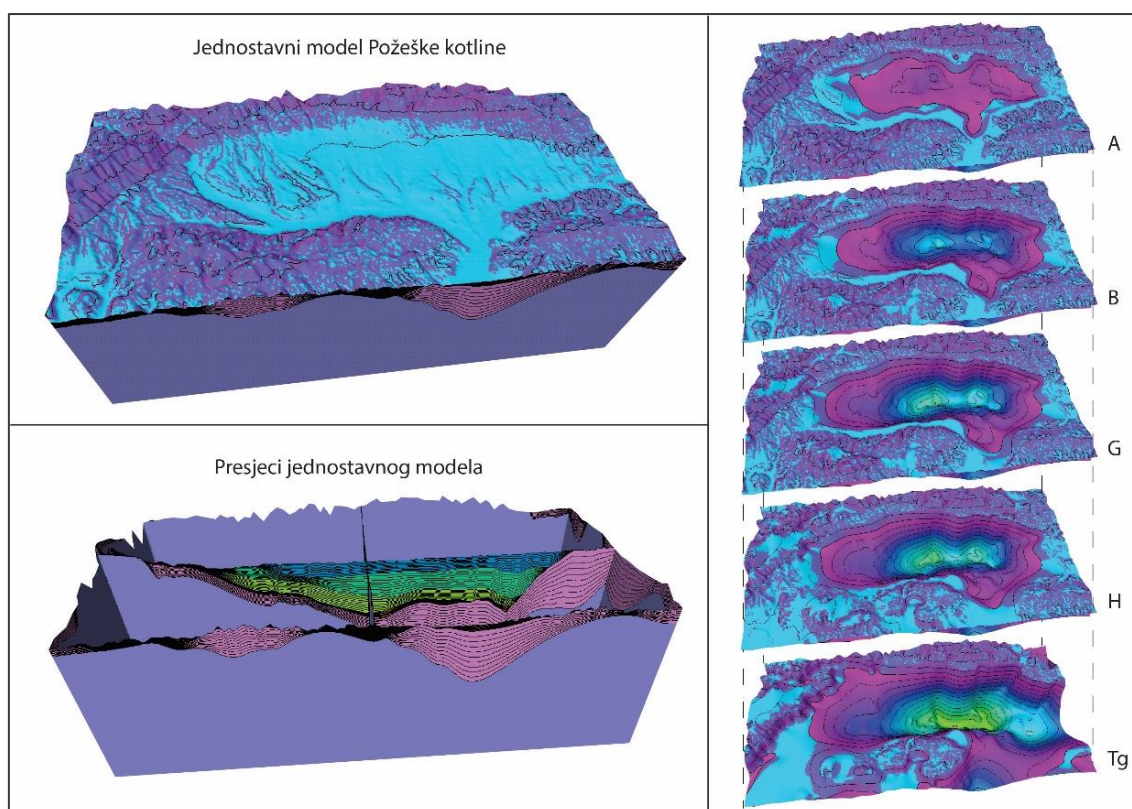 Jednostavni model Požeške kotline
Presjeci jednostavnog modela
A
B
G
H
Tg